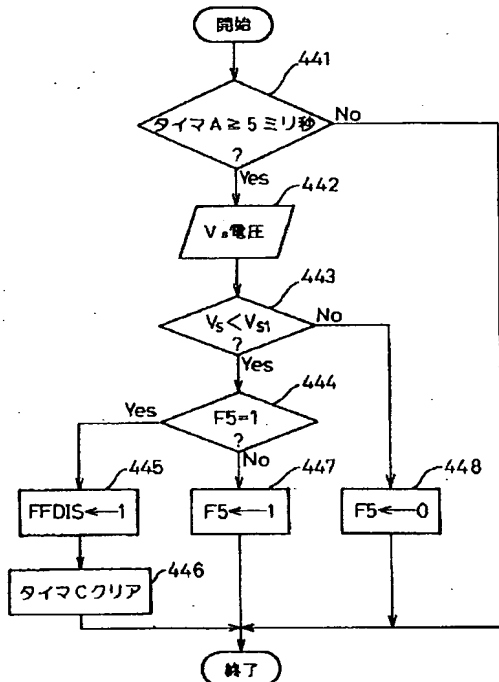 開始
441
タイマA≧5ミリ秒
?
No
Yes
442
Vs電圧
443
Vs<Vs1
?
No
Yes
444
F5=1
?
Yes
No
445
FFDIS←1
447
F5←1
448
F5←0
タイマCクリア
446
終了